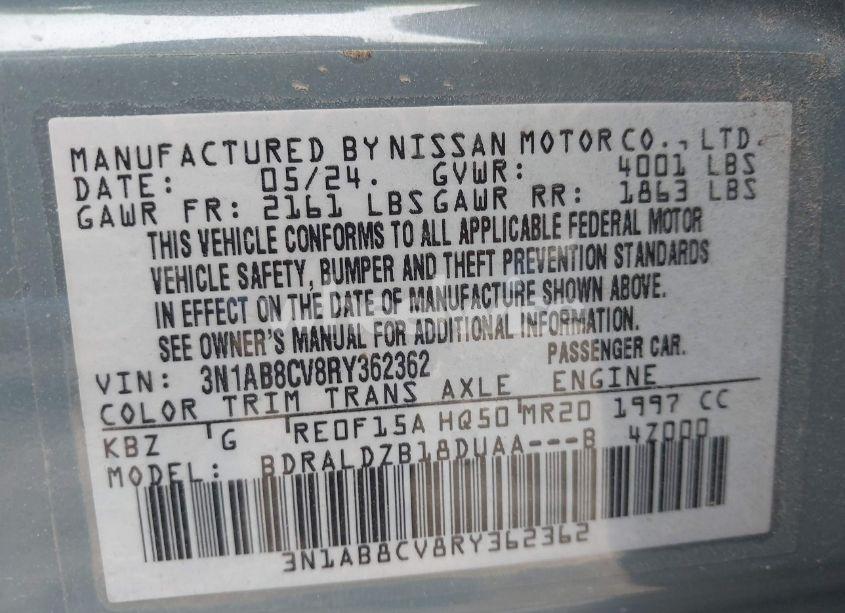 MANUFACTURED BY NISSAN MOTOR CO., LTD.
DATE: 05/24. GVWR: 4001 LBS
GAWR FR: 2161 LBS GAWR RR: 1863 LBS
THIS VEHICLE CONFORMS TO ALL APPLICABLE FEDERAL MOTOR
VEHICLE SAFETY, BUMPER AND THEFT PREVENTION STANDARDS
IN EFFECT ON THE DATE OF MANUFACTURE SHOWN ABOVE.
SEE OWNER'S MANUAL FOR ADDITIONAL INFORMATION.
VIN: 3N1AB8CV8RY362362 PASSENGER CAR.
COLOR TRIM TRANS AXLE ENGINE
KBZ G RE0F15A HQ50 MR20 1997 CC
MODEL: BDRALDZB18DUAA---B 4Z000
3N1AB8CV8RY362362